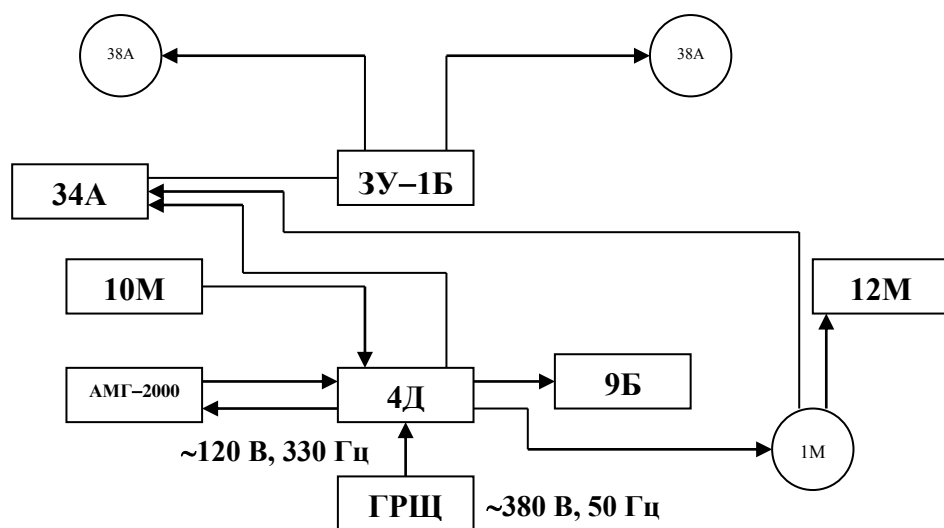 38А
38А
ЗУ–1Б
34А
10М
12М
АМГ–2000
4Д
9Б
1М
~120 В, 330 Гц
ГРЩ
~380 В, 50 Гц